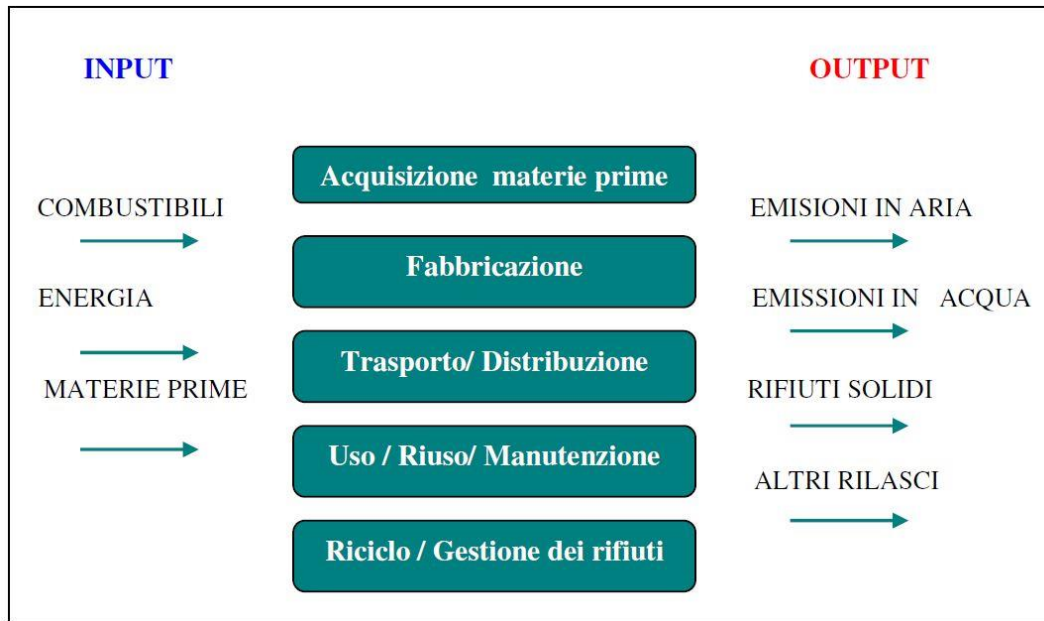 INPUT
OUTPUT
Acquisizione materie prime
COMBUSTIBILI
EMISIONI IN ARIA
Fabbricazione
ENERGIA
EMISSIONI IN ACQUA
Trasporto/ Distribuzione
MATERIE PRIME
RIFIUTI SOLIDI
Uso / Riuso/ Manutenzione
ALTRI RILASCI
Riciclo / Gestione dei rifiuti